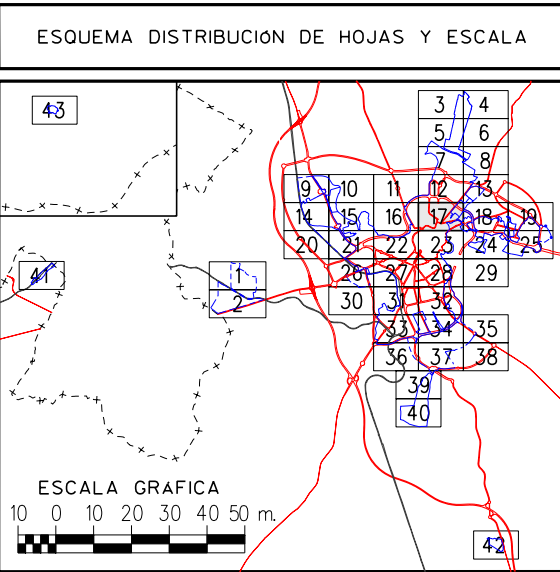 ESQUEMA DISTRIBUCIÓN DE HOJAS Y ESCALA
43
3 4
5 6
7 8
9 10 11 12 13
14 15 16 17 18 19
20 21 22 23 24 25
41 1
26 27 28 29
2
30 31 32
33 34 35
36 37 38
39
40
ESCALA GRÁFICA
10 0 10 20 30 40 50 m.
42